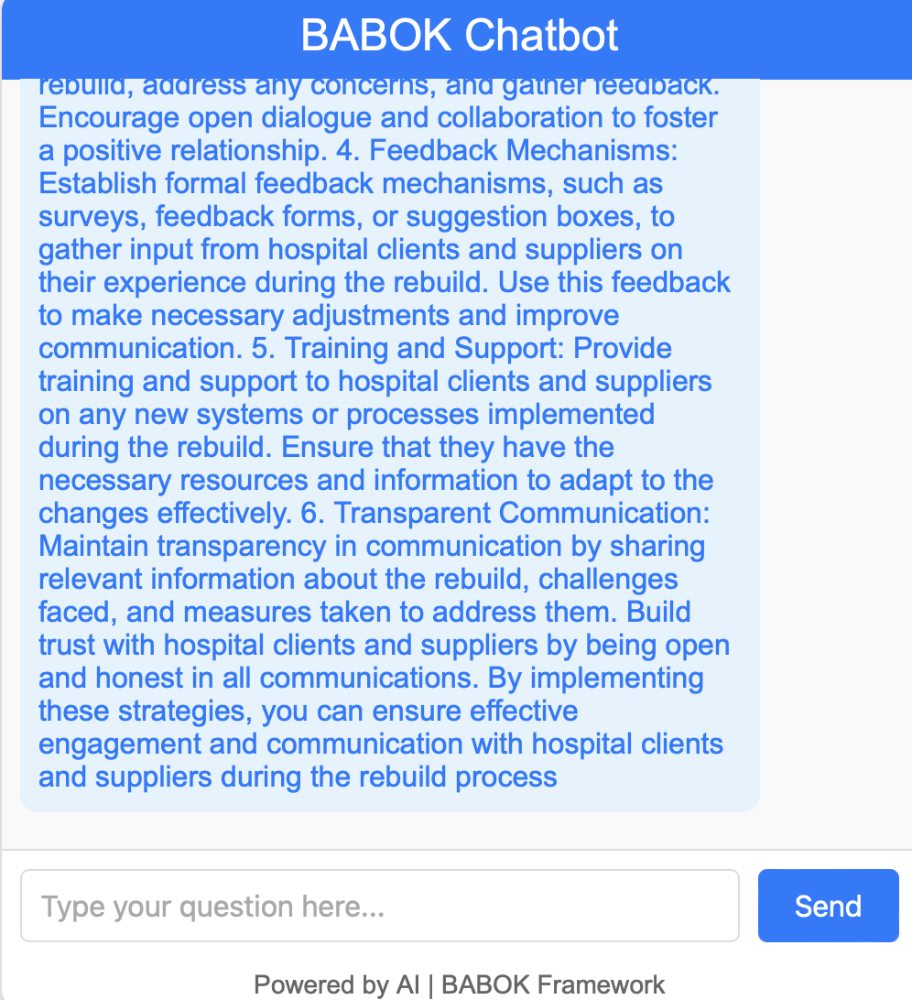 BABOK Chatbot
rebuild, address any concerns, and gather feedback.
Encourage open dialogue and collaboration to foster
a positive relationship. 4. Feedback Mechanisms:
Establish formal feedback mechanisms, such as
surveys, feedback forms, or suggestion boxes, to
gather input from hospital clients and suppliers on
their experience during the rebuild. Use this feedback
to make necessary adjustments and improve
communication. 5. Training and Support: Provide
training and support to hospital clients and suppliers
on any new systems or processes implemented
during the rebuild. Ensure that they have the
necessary resources and information to adapt to the
changes effectively. 6. Transparent Communication:
Maintain transparency in communication by sharing
relevant information about the rebuild, challenges
faced, and measures taken to address them. Build
trust with hospital clients and suppliers by being open
and honest in all communications. By implementing
these strategies, you can ensure effective
engagement and communication with hospital clients
and suppliers during the rebuild process
Type your question here...
Send
Powered by AI | BABOK Framework